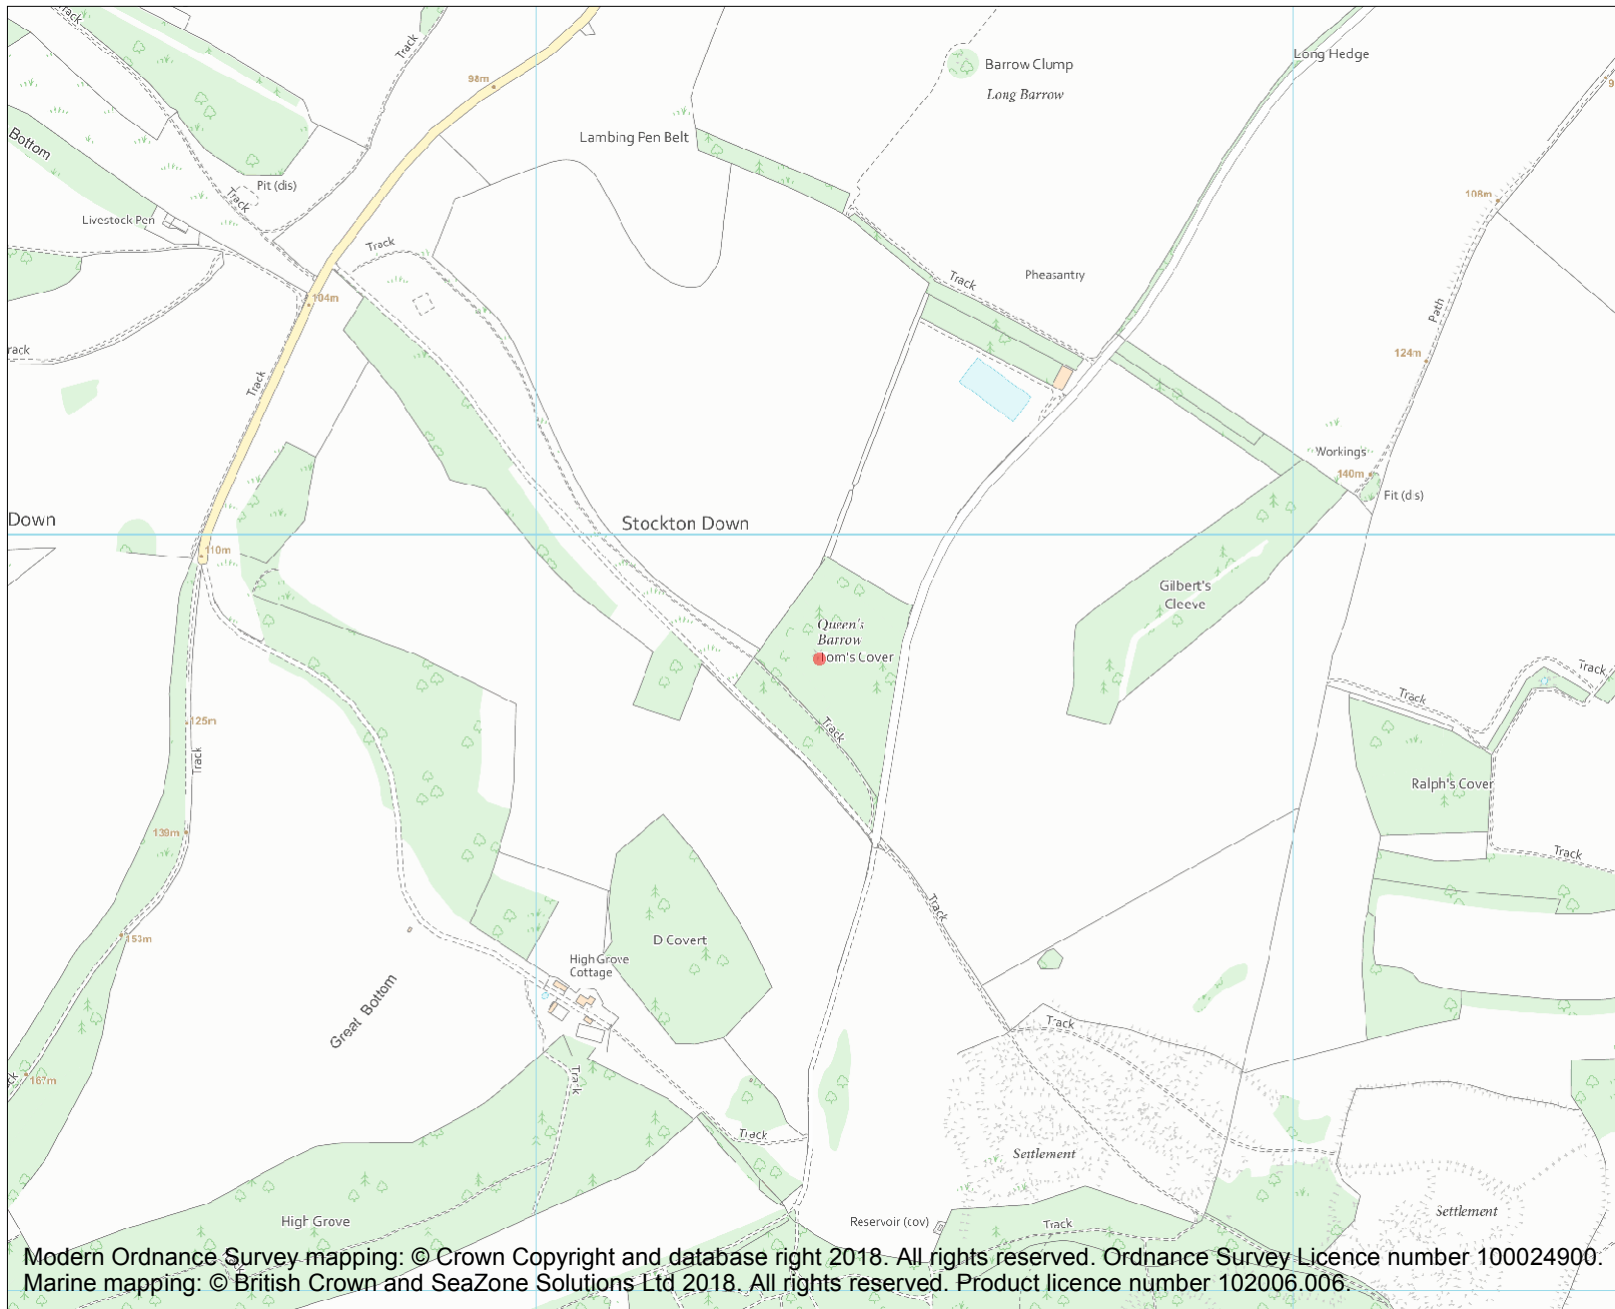 Track
Track
98m
Long Hedge
Barrow Clump
Long Barrow
Bottom
Lambing Pen Belt
Pit (dis)
Track
Livestock Pen
108m
Track
Track
Pheasantry
104m
Path
rack
124m
Track
Workings
140m
Fit (d s)
Down
Stockton Down
110m
Gilbert's
Cleeve
Queen's
Barrow
om's Cover
Track
Track
125m
Track
Track
Ralph's Cover
139m
Track
Track
153m
D Covert
High Grove
Cottage
Great Bottom
Track
167m
Track
Track
Settlement
Settlement
High Grove
Reservoir (cov)
Track
Modern Ordnance Survey mapping: © Crown Copyright and database right 2018. All rights reserved. Ordnance Survey Licence number 100024900.
Marine mapping: © British Crown and SeaZone Solutions Ltd 2018. All rights reserved. Product licence number 102006.006.